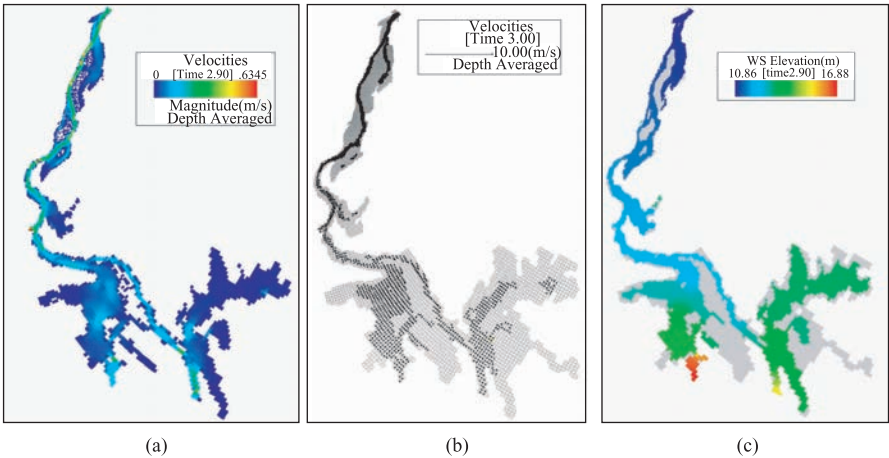 Velocities
0 [Time 2.90] .6345
Magnitude(m/s)
Depth Averaged
Velocities
[Time 3.00]
10.00(m/s)
Depth Averaged
WS Elevation(m)
10.86 [time2.90] 16.88
(a)
(b)
(c)